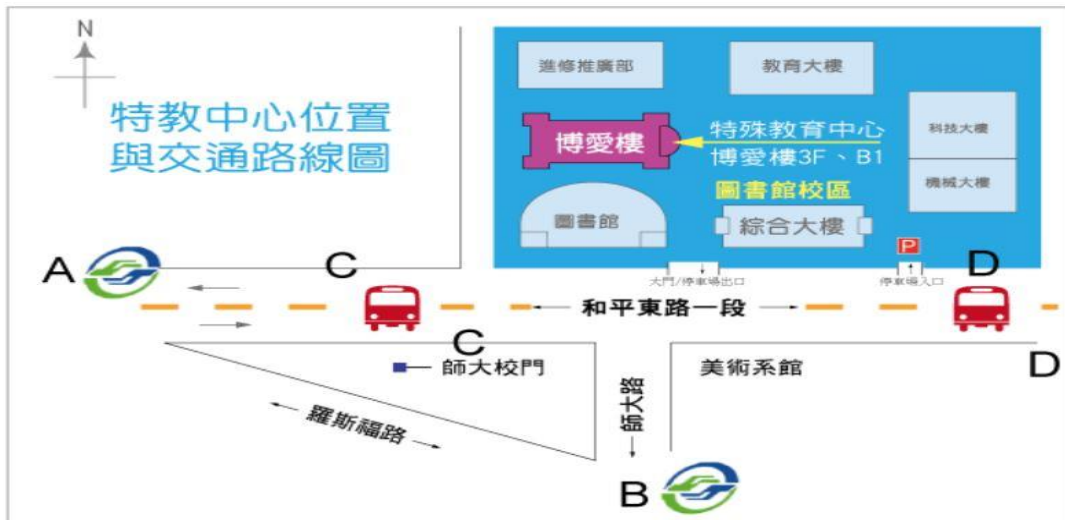 N
特教中心位置
與交通路線圖
進修推廣部
教育大樓
博愛樓
特殊教育中心
博愛樓3F、B1
科技大樓
機械大樓
圖書館校區
圖書館
綜合大樓
P
A
C
大門/停車場出口
停車場入口
D
和平東路一段
C
師大校門
美術系館
D
羅斯福路
師大路
B